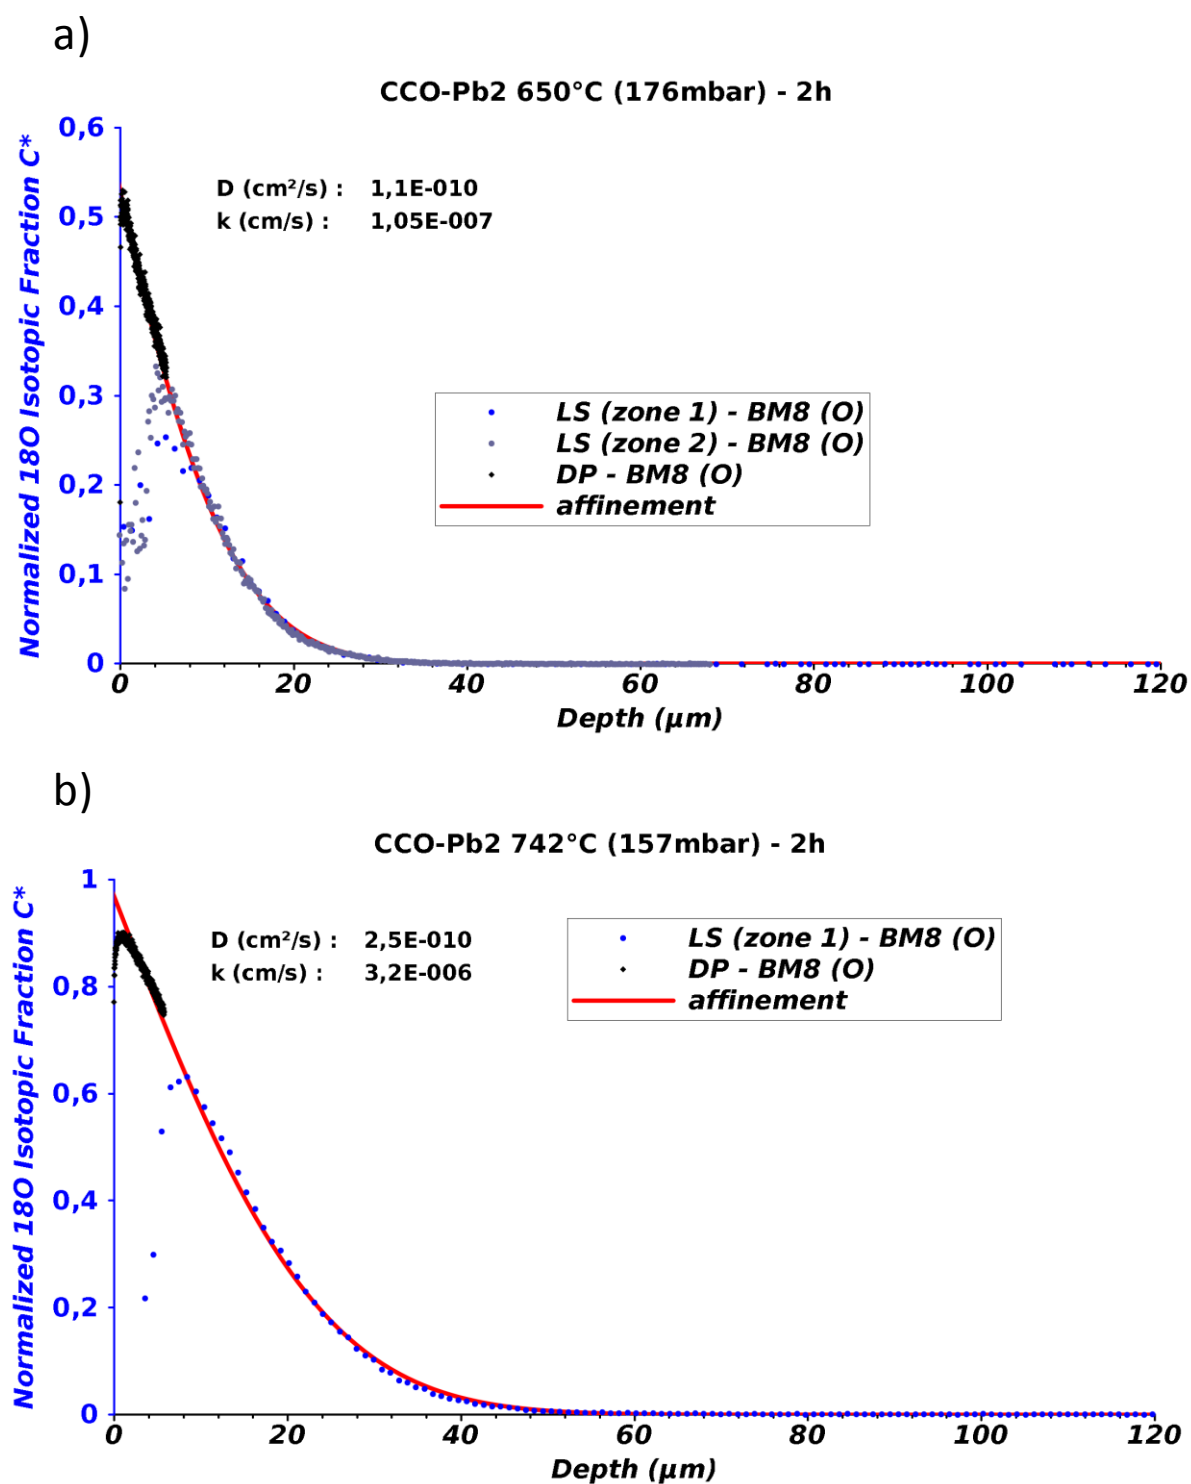 a)
CCO-Pb2 650°C (176mbar) - 2h
Normalized 18O Isotopic Fraction C*
0,6
0,5
0,4
0,3
0,2
0,1
0
D (cm²/s) : 1,1E-010
k (cm/s) : 1,05E-007
LS (zone 1) - BM8 (O)
LS (zone 2) - BM8 (O)
DP - BM8 (O)
affinement
0 20 40 60 80 100 120
Depth (µm)
b)
CCO-Pb2 742°C (157mbar) - 2h
Normalized 18O Isotopic Fraction C*
1
0,8
0,6
0,4
0,2
0
D (cm²/s) : 2,5E-010
k (cm/s) : 3,2E-006
LS (zone 1) - BM8 (O)
DP - BM8 (O)
affinement
0 20 40 60 80 100 120
Depth (µm)